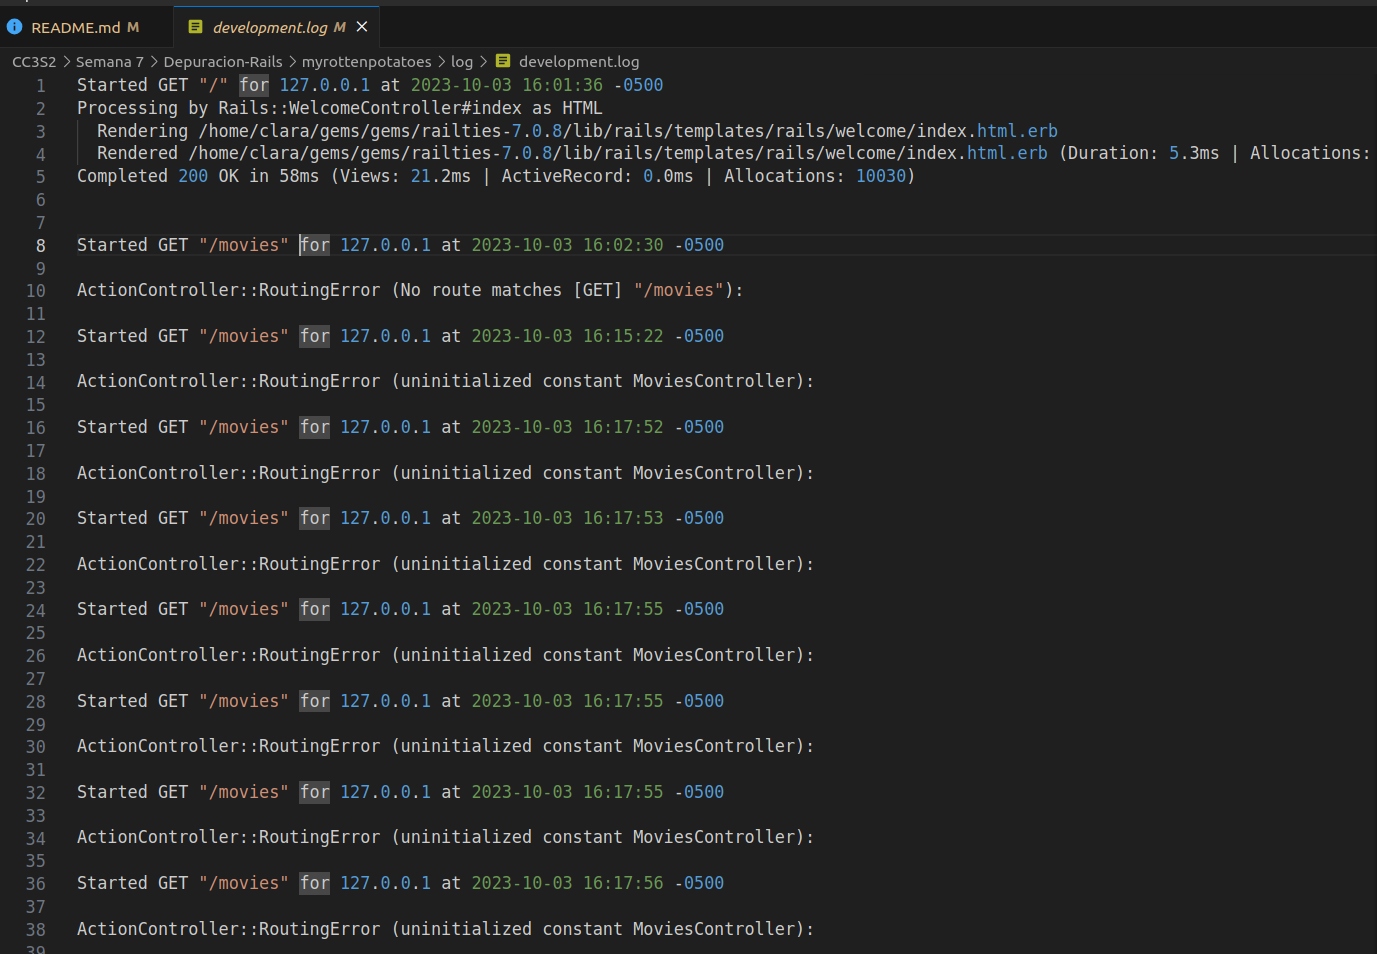 README.md M
development.log M
CC3S2 > Semana 7 > Depuracion-Rails > myrottenpotatoes > log > development.log
1 Started GET "/" for 127.0.0.1 at 2023-10-03 16:01:36 -0500
2 Processing by Rails::WelcomeController#index as HTML
3 Rendering /home/clara/gems/gems/railties-7.0.8/lib/rails/templates/rails/welcome/index.html.erb
4 Rendered /home/clara/gems/gems/railties-7.0.8/lib/rails/templates/rails/welcome/index.html.erb (Duration: 5.3ms | Allocations:
5 Completed 200 OK in 58ms (Views: 21.2ms | ActiveRecord: 0.0ms | Allocations: 10030)
6
7
8 Started GET "/movies" for 127.0.0.1 at 2023-10-03 16:02:30 -0500
9
10 ActionController::RoutingError (No route matches [GET] "/movies"):
11
12 Started GET "/movies" for 127.0.0.1 at 2023-10-03 16:15:22 -0500
13
14 ActionController::RoutingError (uninitialized constant MoviesController):
15
16 Started GET "/movies" for 127.0.0.1 at 2023-10-03 16:17:52 -0500
17
18 ActionController::RoutingError (uninitialized constant MoviesController):
19
20 Started GET "/movies" for 127.0.0.1 at 2023-10-03 16:17:53 -0500
21
22 ActionController::RoutingError (uninitialized constant MoviesController):
23
24 Started GET "/movies" for 127.0.0.1 at 2023-10-03 16:17:55 -0500
25
26 ActionController::RoutingError (uninitialized constant MoviesController):
27
28 Started GET "/movies" for 127.0.0.1 at 2023-10-03 16:17:55 -0500
29
30 ActionController::RoutingError (uninitialized constant MoviesController):
31
32 Started GET "/movies" for 127.0.0.1 at 2023-10-03 16:17:55 -0500
33
34 ActionController::RoutingError (uninitialized constant MoviesController):
35
36 Started GET "/movies" for 127.0.0.1 at 2023-10-03 16:17:56 -0500
37
38 ActionController::RoutingError (uninitialized constant MoviesController):
39